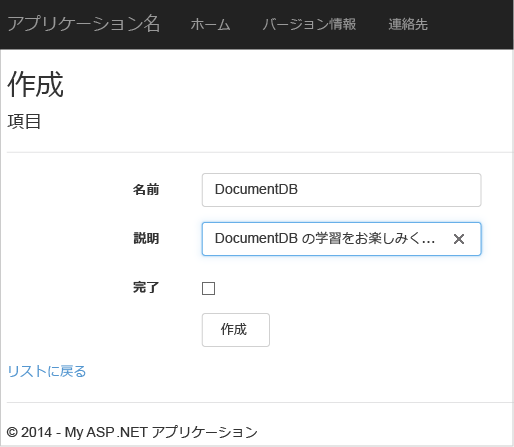 アプリケーション名 ホーム バージョン情報 連絡先
作成
項目
名前 DocumentDB
説明 DocumentDB の学習をお楽しみく...
完了
作成
リストに戻る
© 2014 - My ASP.NET アプリケーション